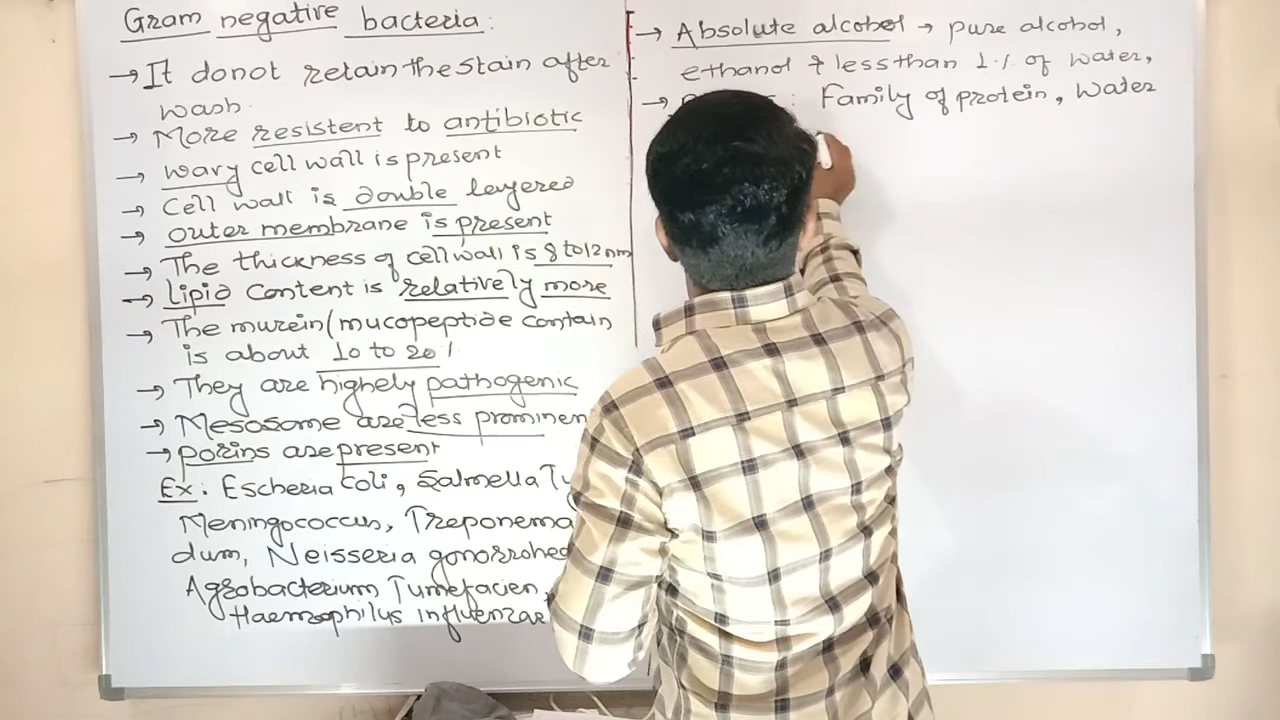 Gram negative bacteria:
→ It donot retain the stain after
wash.
→ More resistent to antibiotic
→ wavy cell wall is present
→ Cell wall is double layered
→ outer membrane is present
→ The thickness of cell wall is 8 to 12 nm
→ Lipid content is relatively more
→ The murein (mucopeptide contain
is about 10 to 20 %
→ They are highely pathogenic
→ Mesosome are less prominen
→ porins are present
Ex: Escheria coli, Salmella Ty
Meningococcus, Treponema
dum, Neisseria gonorrohea
Agrobacterium Tumefacien,
Haemophilus influenzae
→ Absolute alcohol → pure alcohol,
ethanol & less than 1 % of water,
→ : Family of protein, water